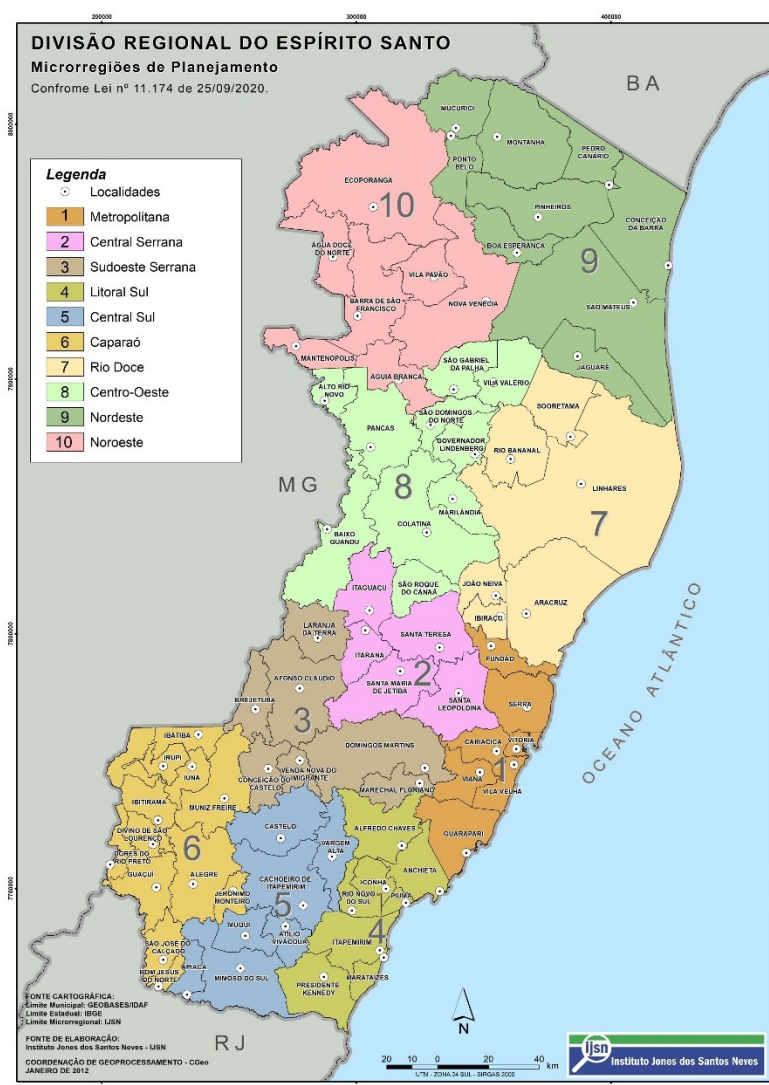 200000
300000
400000
DIVISÃO REGIONAL DO ESPÍRITO SANTO
Microrregiões de Planejamento
Confrome Lei nº 11.174 de 25/09/2020.
BA
8000000
Legenda
Localidades
1 Metropolitana
2 Central Serrana
3 Sudoeste Serrana
4 Litoral Sul
5 Central Sul
6 Caparaó
7 Rio Doce
8 Centro-Oeste
9 Nordeste
10 Noroeste
MUCURICI
MONTANHA
PEDRO
CANÁRIO
PONTO
BELO
ECOPORANGA
10
PINHEIROS
CONCEIÇÃO
DA BARRA
ÁGUA DOCE
DO NORTE
BOA ESPERANÇA
9
VILA PAVÃO
BARRA DE SÃO
FRANCISCO
NOVA VENÉCIA
SÃO MATEUS
MANTENÓPOLIS
SÃO GABRIEL
DA PALHA
JAGUARÉ
ÁGUIA BRANCA
VILA VALÉRIO
ALTO RIO
NOVO
SOORETAMA
SÃO DOMINGOS
DO NORTE
PANCAS
GOVERNADOR
LINDENBERG
RIO BANANAL
MG
8
LINHARES
MARILÂNDIA
7
COLATINA
BAIXO
GUANDU
ITAGUAÇU
SÃO ROQUE
DO CANAÃ
JOÃO NEIVA
ARACRUZ
IBIRAÇU
LARANJA
DA TERRA
ITARANA
SANTA TERESA
FUNDÃO
2
AFONSO CLAUDIO
SANTA MARIA
DE JETIBÁ
SANTA
LEOPOLDINA
SERRA
BREJETUBA
3
OCEANO ATLÂNTICO
IBATIBA
DOMINGOS MARTINS
CARIACICA
VITÓRIA
1
IRUPI
IUNA
CONCEIÇÃO DO
CASTELO
VENDA NOVA DO
IMIGRANTE
MARECHAL FLORIANO
VIANA
VILA VELHA
IBITIRAMA
MUNIZ FREIRE
DIVINO DE SÃO
LOURENÇO
CASTELO
ALFREDO CHAVES
GUARAPARI
DORES DO
RIO PRETO
6
VARGEM
ALTA
GUAÇUÍ
ALEGRE
CACHOEIRO DE
ITAPEMIRIM
ANCHIETA
ICONHA
JERÔNIMO
MONTEIRO
5
RIO NOVO
DO SUL
PIUMA
MUQUI
ATÍLIO
VIVACQUA
4
SÃO JOSÉ DO
CALÇADO
ITAPEMIRIM
BOM JESUS
DO NORTE
APIACÁ
MIMOSO DO SUL
PRESIDENTE
KENNEDY
MARATAÍZES
RJ
FONTE CARTOGRÁFICA:
Limite Municipal: GEOBASES/IDAF
Limite Estadual: IBGE
Limite Microrregional: IJSN
FONTE DE ELABORAÇÃO:
Instituto Jones dos Santos Neves - IJSN
COORDENAÇÃO DE GEOPROCESSAMENTO - CGeo
JANEIRO DE 2012
N
20 10 0 20 40 km
UTM - ZONA 24 SUL - SIRGAS 2000
ijsn Instituto Jones dos Santos Neves